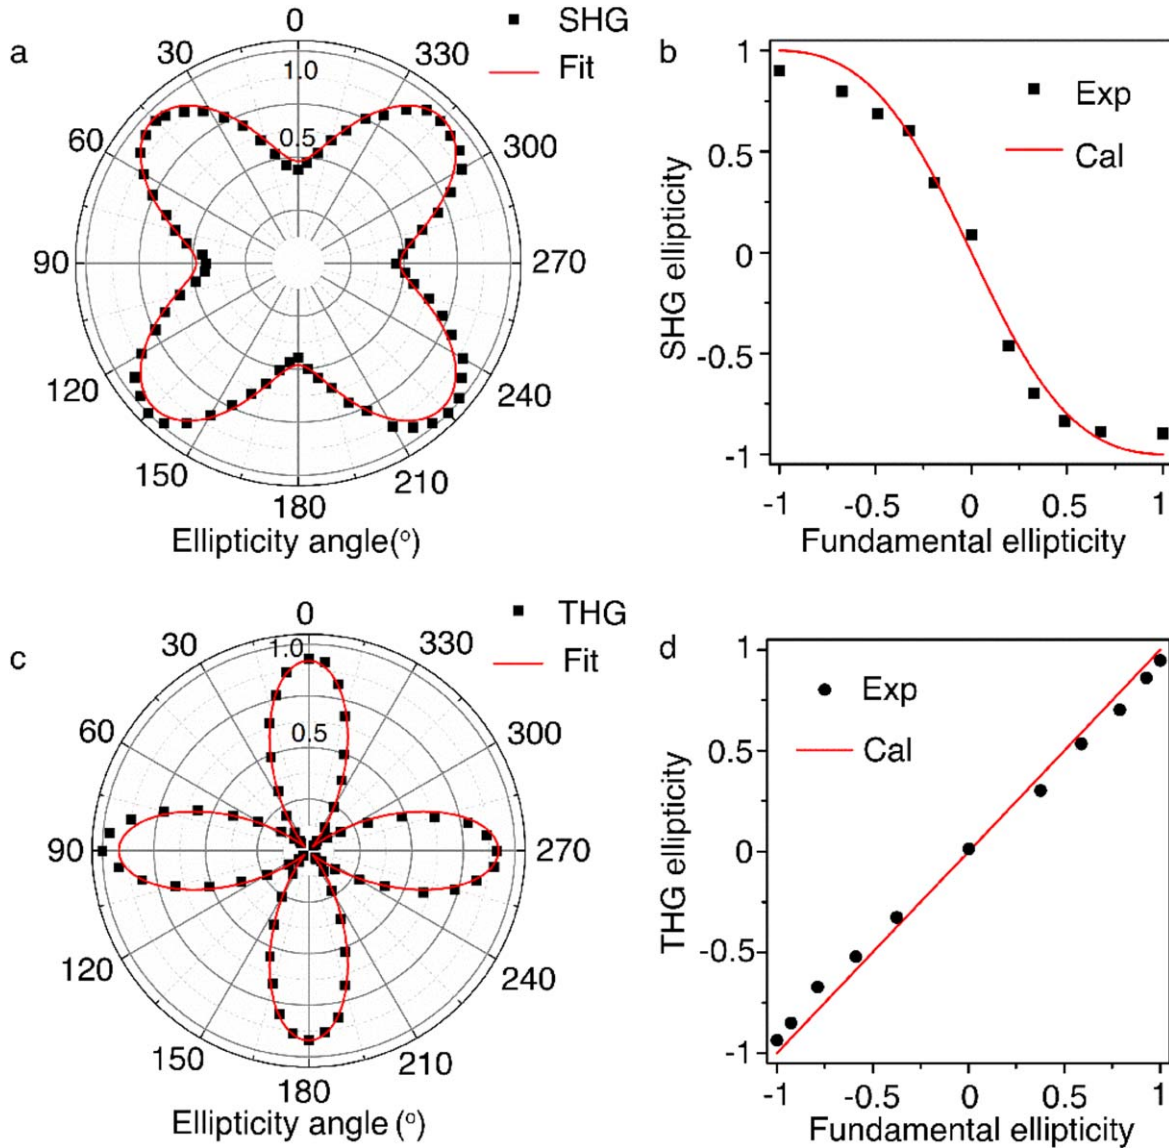 a
0
SHG
30
330
Fit
1.0
60
0.5
300
90
270
120
240
150
210
180
Ellipticity angle(°)
b
1
Exp
Cal
0.5
0
-0.5
-1
SHG ellipticity
-1 -0.5 0 0.5 1
Fundamental ellipticity
c
0
THG
30
330
Fit
1.0
60
0.5
300
90
270
120
240
150
210
180
Ellipticity angle (°)
d
1
Exp
Cal
0.5
0
-0.5
-1
THG ellipticity
-1 -0.5 0 0.5 1
Fundamental ellipticity